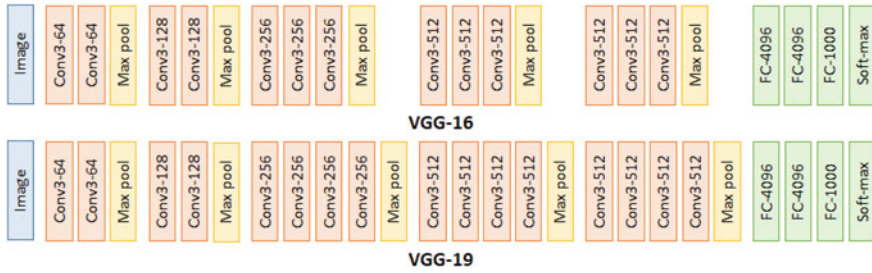 Image Conv3-64 Conv3-64 Max pool Conv3-128 Conv3-128 Max pool Conv3-256 Conv3-256 Conv3-256 Max pool Conv3-512 Conv3-512 Conv3-512 Max pool Conv3-512 Conv3-512 Conv3-512 Max pool FC-4096 FC-4096 FC-1000 Soft-max
VGG-16
Image Conv3-64 Conv3-64 Max pool Conv3-128 Conv3-128 Max pool Conv3-256 Conv3-256 Conv3-256 Conv3-256 Max pool Conv3-512 Conv3-512 Conv3-512 Conv3-512 Max pool Conv3-512 Conv3-512 Conv3-512 Conv3-512 Max pool FC-4096 FC-4096 FC-1000 Soft-max
VGG-19